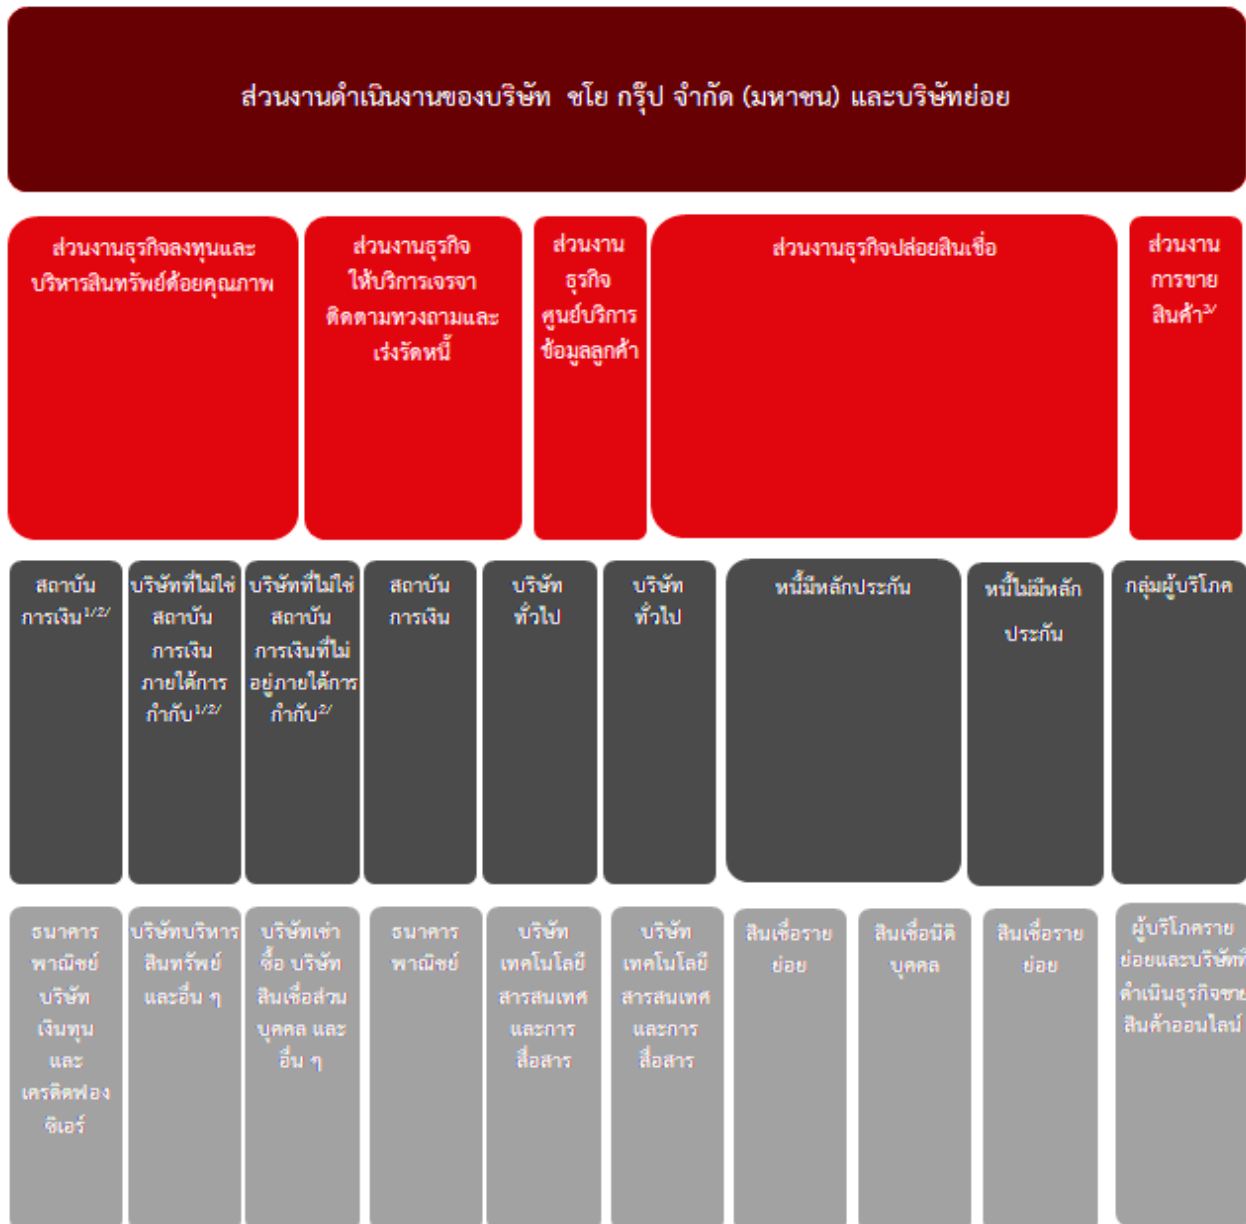 ส่วนงานดำเนินงานของบริษัท ชโย กรุ๊ป จำกัด (มหาชน) และบริษัทย่อย
ส่วนงานธุรกิจลงทุนและ
บริหารสินทรัพย์ด้อยคุณภาพ
ส่วนงานธุรกิจ
ให้บริการเจรจา
ติดตามทวงถามและ
เร่งรัดหนี้
ส่วนงาน
ธุรกิจ
ศูนย์บริการ
ข้อมูลลูกค้า
ส่วนงานธุรกิจปล่อยสินเชื่อ
ส่วนงาน
การขาย
สินค้า3/
สถาบัน
การเงิน1/2/
บริษัทที่ไม่ใช่
สถาบัน
การเงิน
ภายใต้การ
กำกับ1/2/
บริษัทที่ไม่ใช่
สถาบัน
การเงินที่ไม่
อยู่ภายใต้การ
กำกับ2/
สถาบัน
การเงิน
บริษัท
ทั่วไป
บริษัท
ทั่วไป
หนี้มีหลักประกัน
หนี้ไม่มีหลัก
ประกัน
กลุ่มผู้บริโภค
ธนาคาร
พาณิชย์
บริษัท
เงินทุน
และ
เครดิตฟอง
ซิเอร์
บริษัทบริหาร
สินทรัพย์
และอื่น ๆ
บริษัทเช่า
ซื้อ บริษัท
สินเชื่อส่วน
บุคคล และ
อื่น ๆ
ธนาคาร
พาณิชย์
บริษัท
เทคโนโลยี
สารสนเทศ
และการ
สื่อสาร
บริษัท
เทคโนโลยี
สารสนเทศ
และการ
สื่อสาร
สินเชื่อราย
ย่อย
สินเชื่อนิติ
บุคคล
สินเชื่อราย
ย่อย
ผู้บริโภคราย
ย่อยและบริษัทที่
ดำเนินธุรกิจขาย
สินค้าออนไลน์